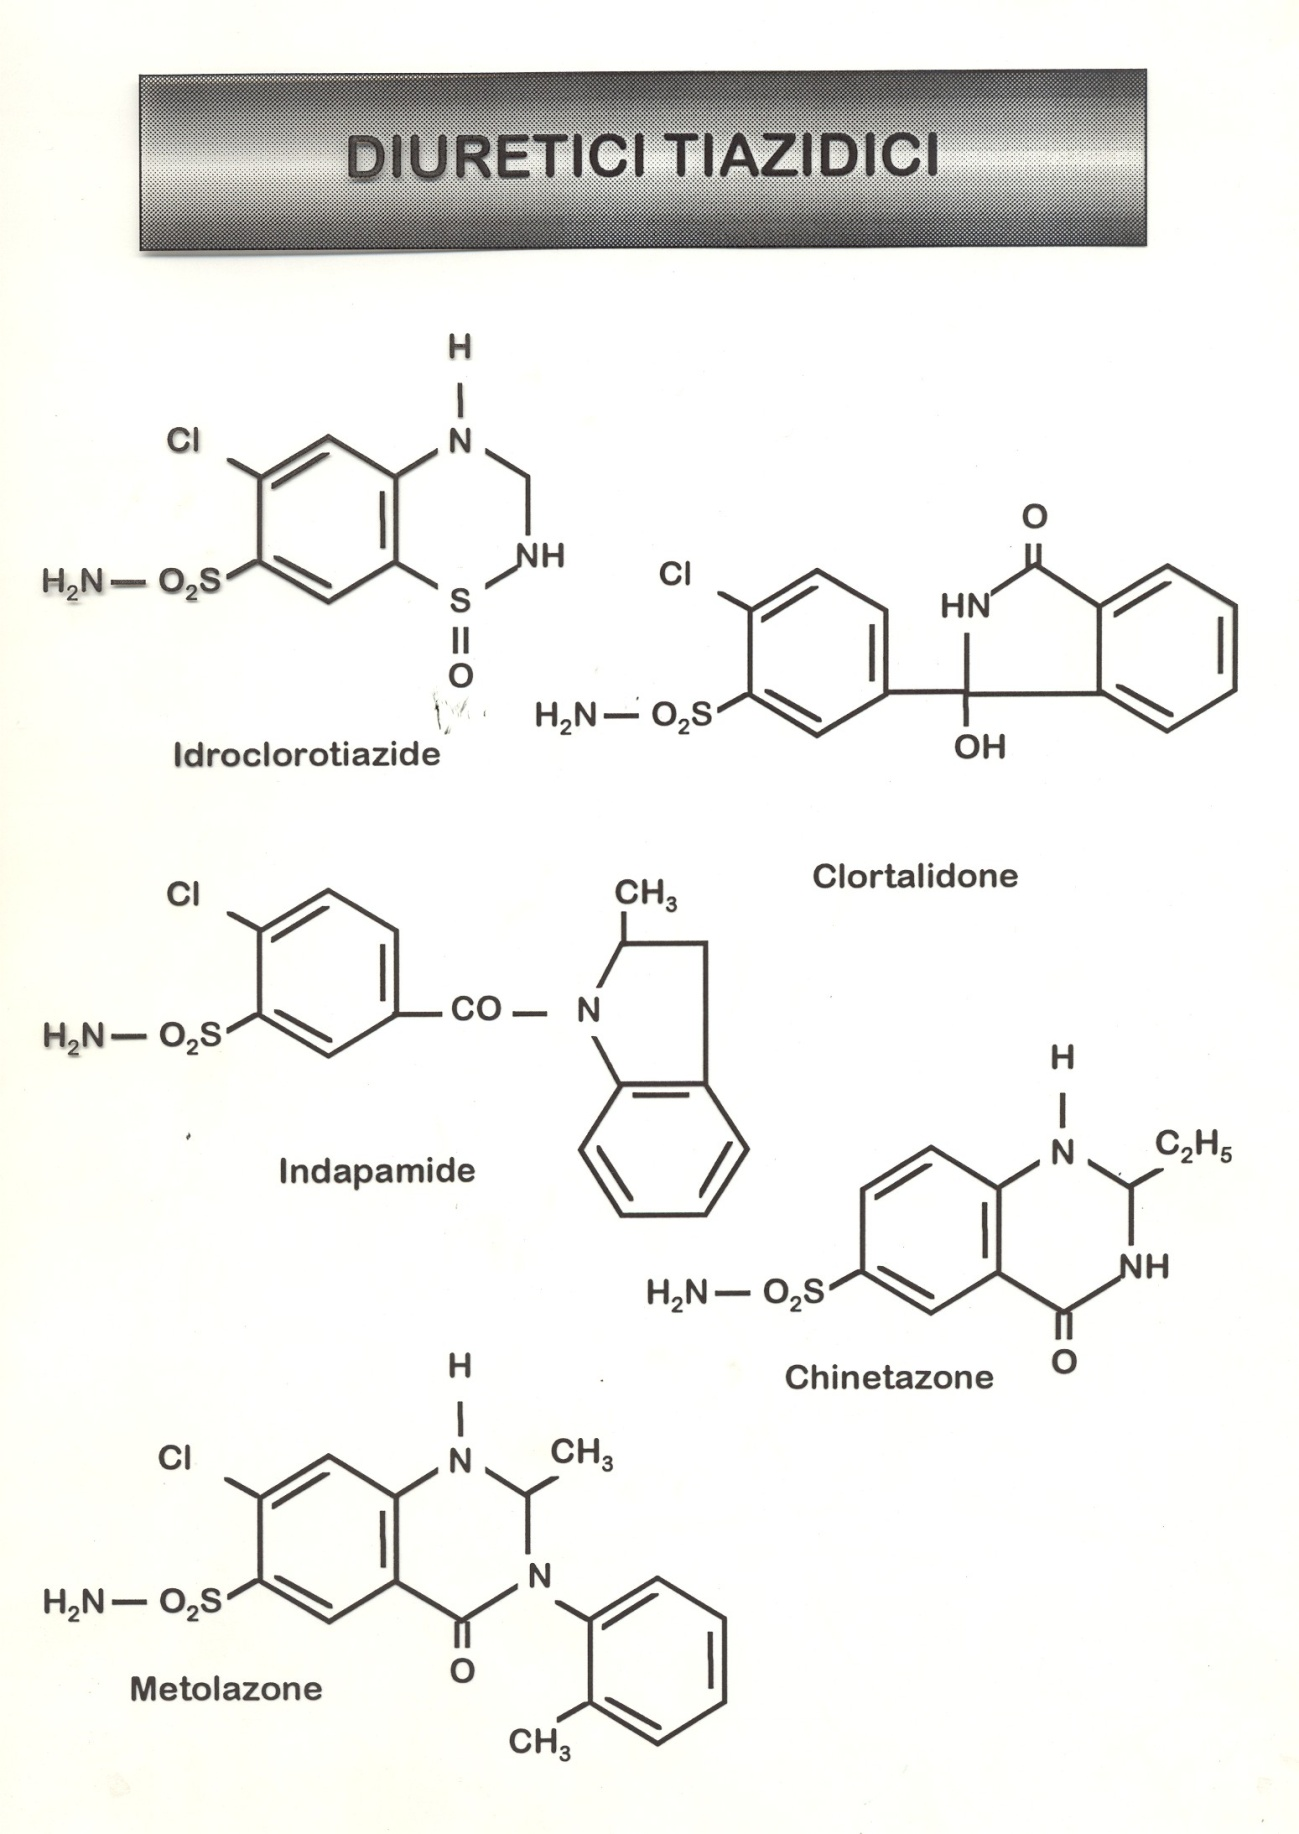 DIURETICI TIAZIDICI
H
Cl
N
NH
H₂N — O₂S
S
O
Idroclorotiazide
O
Cl
HN
H₂N — O₂S
OH
Clortalidone
Cl
CH₃
CO — N
H₂N — O₂S
Indapamide
H
N
C₂H₅
NH
H₂N — O₂S
O
Chinetazone
H
Cl
N
CH₃
N
H₂N — O₂S
O
Metolazone
CH₃